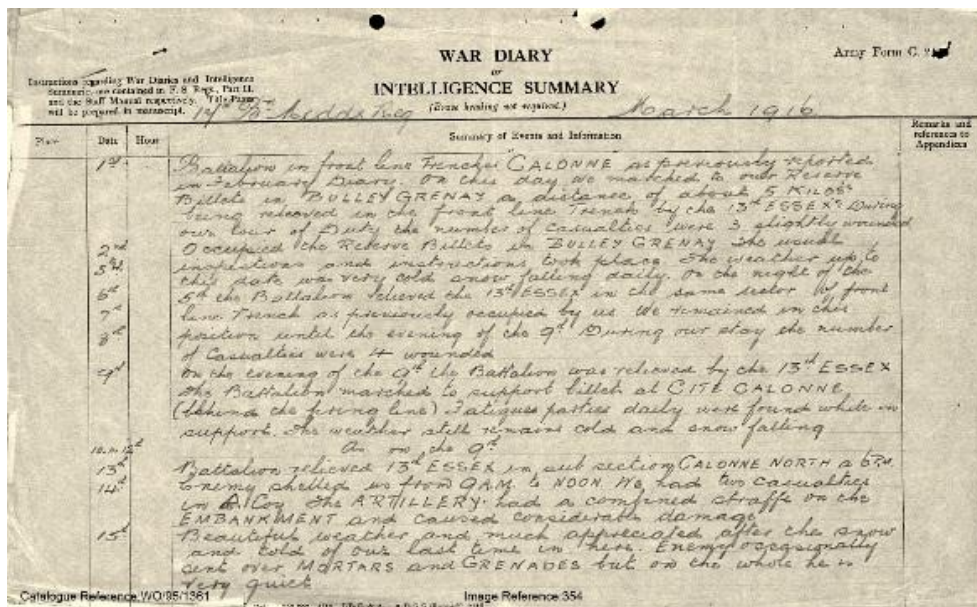 WAR DIARY
or
INTELLIGENCE SUMMARY
(Erase heading not required.)
Army Form C.
Instructions regarding War Diaries and Intelligence
Summaries are contained in F. S. Regs., Part II.
and the Staff Manual respectively. Title Pages
will be prepared in manuscript.
Middx Reg March 1916
Place Date Hour Summary of Events and Information Remarks and
references to
Appendices
1st Battalion in front line Trenches CALONNE as previously reported
in February Diary. On this day we marched to our Reserve
Billets in BULLEY GRENAY a distance of about 5 KILOS
being relieved in the front line Trench by the 13th ESSEX. During
our tour of Duty the number of Casualties were 3 slightly wounded
2nd Occupied the Reserve Billets in BULLEY GRENAY the usual
inspections and instructions took place. The weather up to
this date was very cold snow falling daily. On the night of the
5th the Battalion relieved the 13th ESSEX in the same sector of front
7th line Trench as previously occupied by us We remained in this
8th position until the evening of the 9th During our stay the number
of Casualties were 4 wounded
9th On the evening of the 9th the Battalion was relieved by the 13th ESSEX
The Battalion marched to support billets at CITE CALONNE
(behind the firing line) Fatigues parties daily were found while in
support. The weather still remains cold and snow falling
As on the 9th
13th Battalion relieved 13th ESSEX in sub section CALONNE NORTH a 6 P.M.
14th Enemy shelled us from 9AM to NOON. We had two casualties
in Coy The ARTILLERY had a combined straffe on the
EMBANKMENT and caused considerable damage
15th Beautiful weather and much appreciated after the snow
and cold of our last time in here. Enemy occasionally
sent over MORTARS and GRENADES but on the whole he is
very quiet
Catalogue Reference:WO/95/1361 Image Reference:354